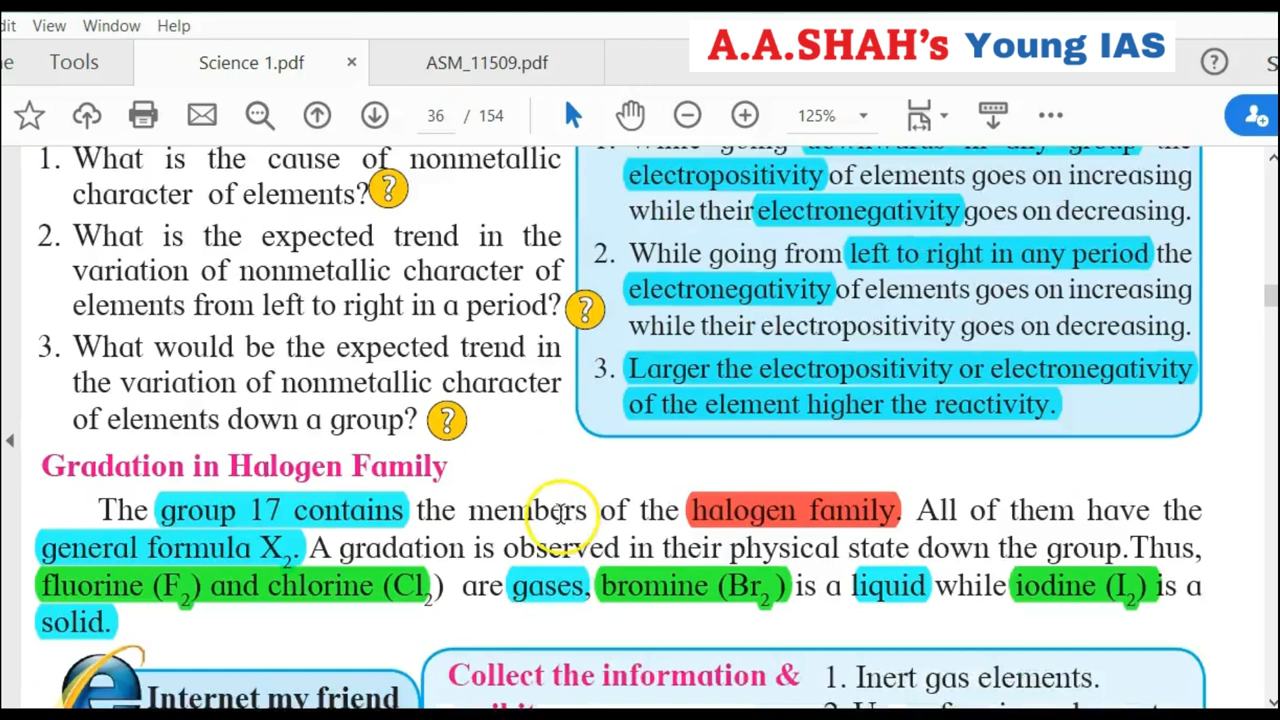 dit View Window Help
A.A.SHAH's Young IAS
Tools Science 1.pdf × ASM_11509.pdf ?
36 / 154 125%
1. What is the cause of nonmetallic
character of elements? ?
2. What is the expected trend in the
variation of nonmetallic character of
elements from left to right in a period? ?
3. What would be the expected trend in
the variation of nonmetallic character
of elements down a group? ?
1. While going downwards in any group the
electropositivity of elements goes on increasing
while their electronegativity goes on decreasing.
2. While going from left to right in any period the
electronegativity of elements goes on increasing
while their electropositivity goes on decreasing.
3. Larger the electropositivity or electronegativity
of the element higher the reactivity.
Gradation in Halogen Family
The group 17 contains the members of the halogen family. All of them have the
general formula X₂. A gradation is observed in their physical state down the group.Thus,
fluorine (F₂) and chlorine (Cl₂) are gases, bromine (Br₂) is a liquid while iodine (I₂) is a
solid.
Internet my friend
Collect the information &
1. Inert gas elements.